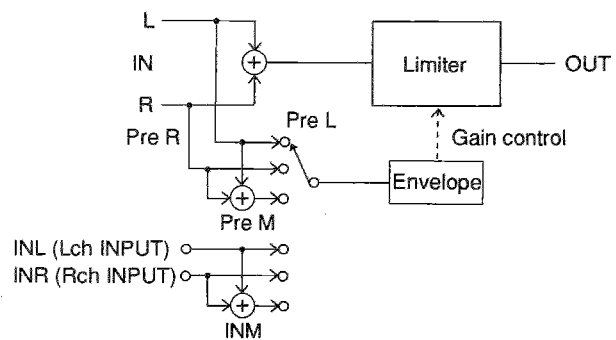 L
IN
Limiter
OUT
R
Pre R
Pre L
Gain control
Envelope
Pre M
INL (Lch INPUT)
INR (Rch INPUT)
INM